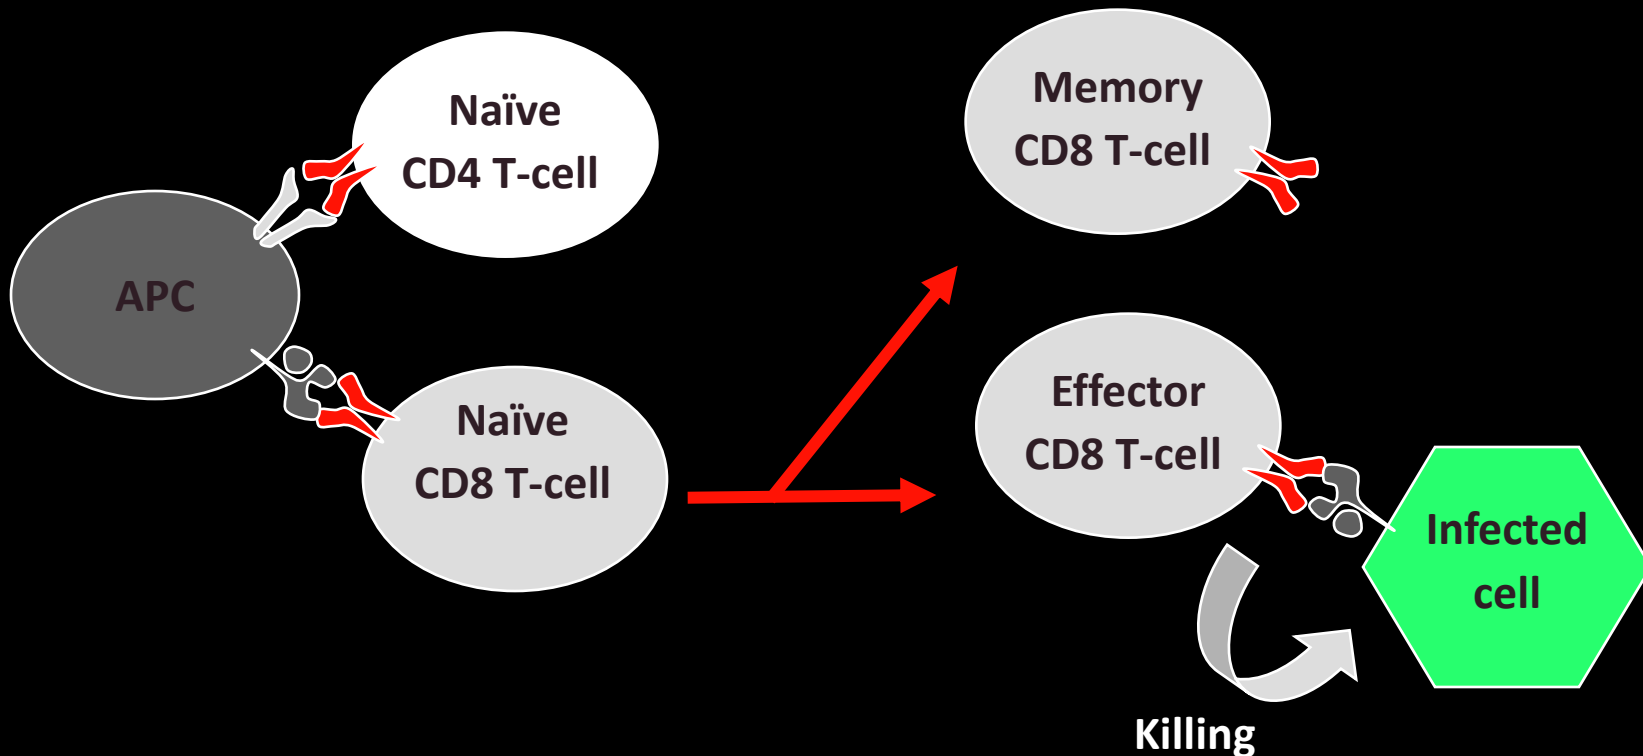 Naïve
CD4 T-cell
APC
Naïve
CD8 T-cell
Memory
CD8 T-cell
Effector
CD8 T-cell
Infected
cell
Killing